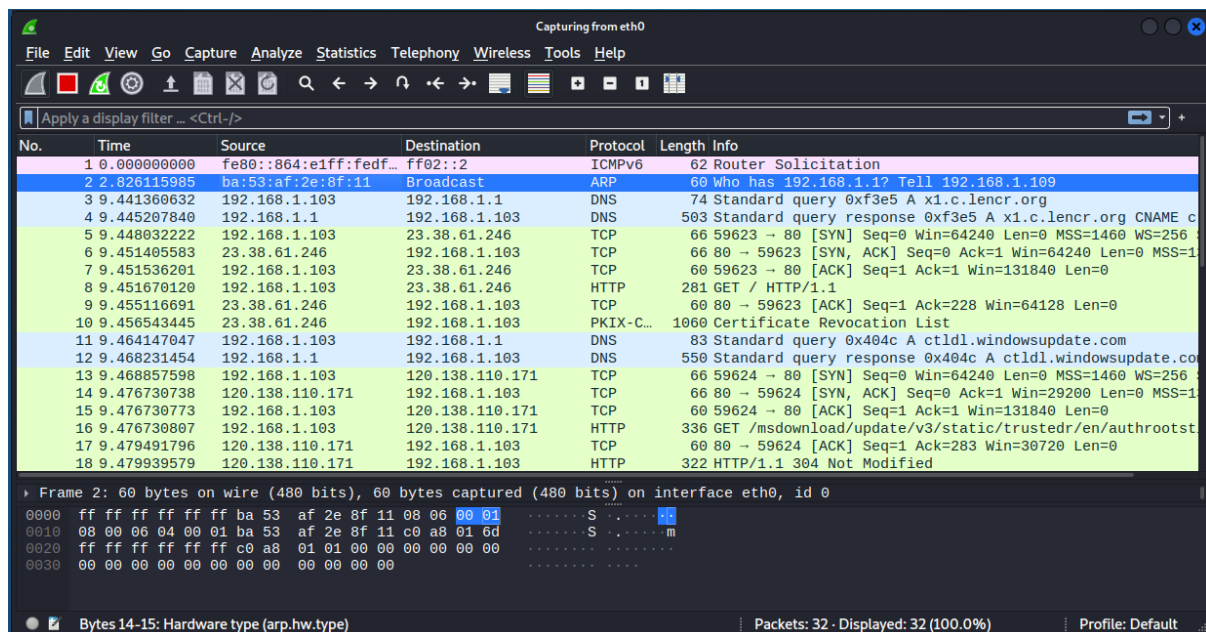 Capturing from eth0
File Edit View Go Capture Analyze Statistics Telephony Wireless Tools Help
Apply a display filter ... <Ctrl-/>
No. Time Source Destination Protocol Length Info
1 0.000000000 fe80::864:e1ff:fedf… ff02::2 ICMPv6 62 Router Solicitation
2 2.826115985 ba:53:af:2e:8f:11 Broadcast ARP 60 Who has 192.168.1.1? Tell 192.168.1.109
3 9.441360632 192.168.1.103 192.168.1.1 DNS 74 Standard query 0xf3e5 A x1.c.lencr.org
4 9.445207840 192.168.1.1 192.168.1.103 DNS 503 Standard query response 0xf3e5 A x1.c.lencr.org CNAME c
5 9.448032222 192.168.1.103 23.38.61.246 TCP 66 59623 → 80 [SYN] Seq=0 Win=64240 Len=0 MSS=1460 WS=256
6 9.451405583 23.38.61.246 192.168.1.103 TCP 66 80 → 59623 [SYN, ACK] Seq=0 Ack=1 Win=64240 Len=0 MSS=1
7 9.451536201 192.168.1.103 23.38.61.246 TCP 60 59623 → 80 [ACK] Seq=1 Ack=1 Win=131840 Len=0
8 9.451670120 192.168.1.103 23.38.61.246 HTTP 281 GET / HTTP/1.1
9 9.455116691 23.38.61.246 192.168.1.103 TCP 60 80 → 59623 [ACK] Seq=1 Ack=228 Win=64128 Len=0
10 9.456543445 23.38.61.246 192.168.1.103 PKIX-C… 1060 Certificate Revocation List
11 9.464147047 192.168.1.103 192.168.1.1 DNS 83 Standard query 0x404c A ctldl.windowsupdate.com
12 9.468231454 192.168.1.1 192.168.1.103 DNS 550 Standard query response 0x404c A ctldl.windowsupdate.co
13 9.468857598 192.168.1.103 120.138.110.171 TCP 66 59624 → 80 [SYN] Seq=0 Win=64240 Len=0 MSS=1460 WS=256
14 9.476730738 120.138.110.171 192.168.1.103 TCP 66 80 → 59624 [SYN, ACK] Seq=0 Ack=1 Win=29200 Len=0 MSS=1
15 9.476730773 192.168.1.103 120.138.110.171 TCP 60 59624 → 80 [ACK] Seq=1 Ack=1 Win=131840 Len=0
16 9.476730807 192.168.1.103 120.138.110.171 HTTP 336 GET /msdownload/update/v3/static/trustedr/en/authrootst
17 9.479491796 120.138.110.171 192.168.1.103 TCP 60 80 → 59624 [ACK] Seq=1 Ack=283 Win=30720 Len=0
18 9.479939579 120.138.110.171 192.168.1.103 HTTP 322 HTTP/1.1 304 Not Modified
Frame 2: 60 bytes on wire (480 bits), 60 bytes captured (480 bits) on interface eth0, id 0
0000 ff ff ff ff ff ff ba 53 af 2e 8f 11 08 06 00 01 ·······S ·.······
0010 08 00 06 04 00 01 ba 53 af 2e 8f 11 c0 a8 01 6d ·······S ·.·····m
0020 ff ff ff ff ff ff c0 a8 01 01 00 00 00 00 00 00 ········ ········
0030 00 00 00 00 00 00 00 00 00 00 00 00 ········ ····
Bytes 14-15: Hardware type (arp.hw.type) Packets: 32 · Displayed: 32 (100.0%) Profile: Default